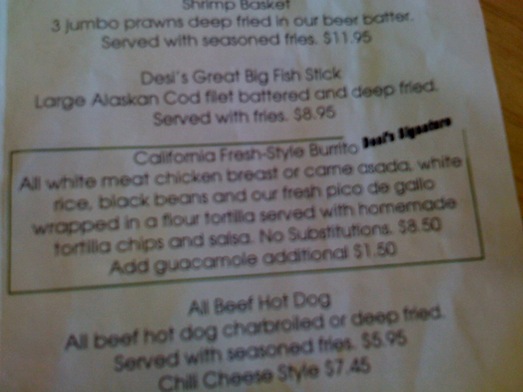 Shrimp Basket
3 jumbo prawns deep fried in our beer batter.
Served with seasoned fries. $11.95
Desi's Great Big Fish Stick
Large Alaskan Cod filet battered and deep fried.
Served with fries. $8.95
California Fresh-Style Burrito Desi's Signature
All white meat chicken breast or carne asada, white
rice, black beans and our fresh pico de gallo
wrapped in a flour tortilla served with homemade
tortilla chips and salsa. No Substitutions. $8.50
Add guacamole additional $1.50
All Beef Hot Dog
All beef hot dog charbroiled or deep fried.
Served with seasoned fries. $5.95
Chili Cheese Style $7.45